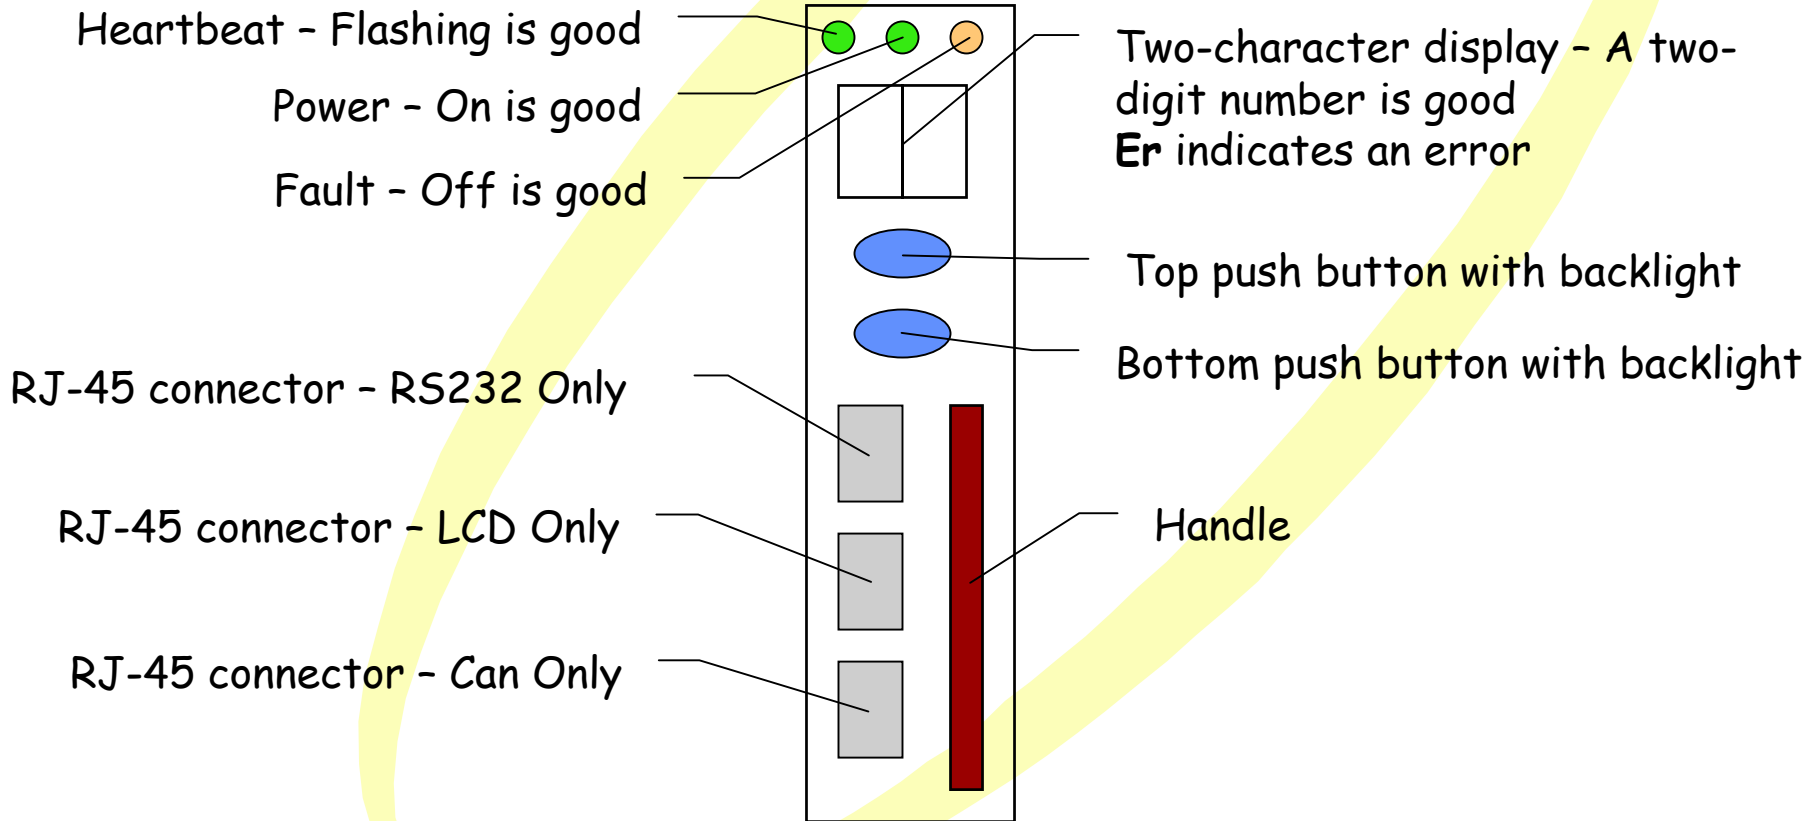 Heartbeat – Flashing is good
Power – On is good
Fault – Off is good
RJ-45 connector – RS232 Only
RJ-45 connector – LCD Only
RJ-45 connector – Can Only
Two-character display – A two-
digit number is good
Er indicates an error
Top push button with backlight
Bottom push button with backlight
Handle